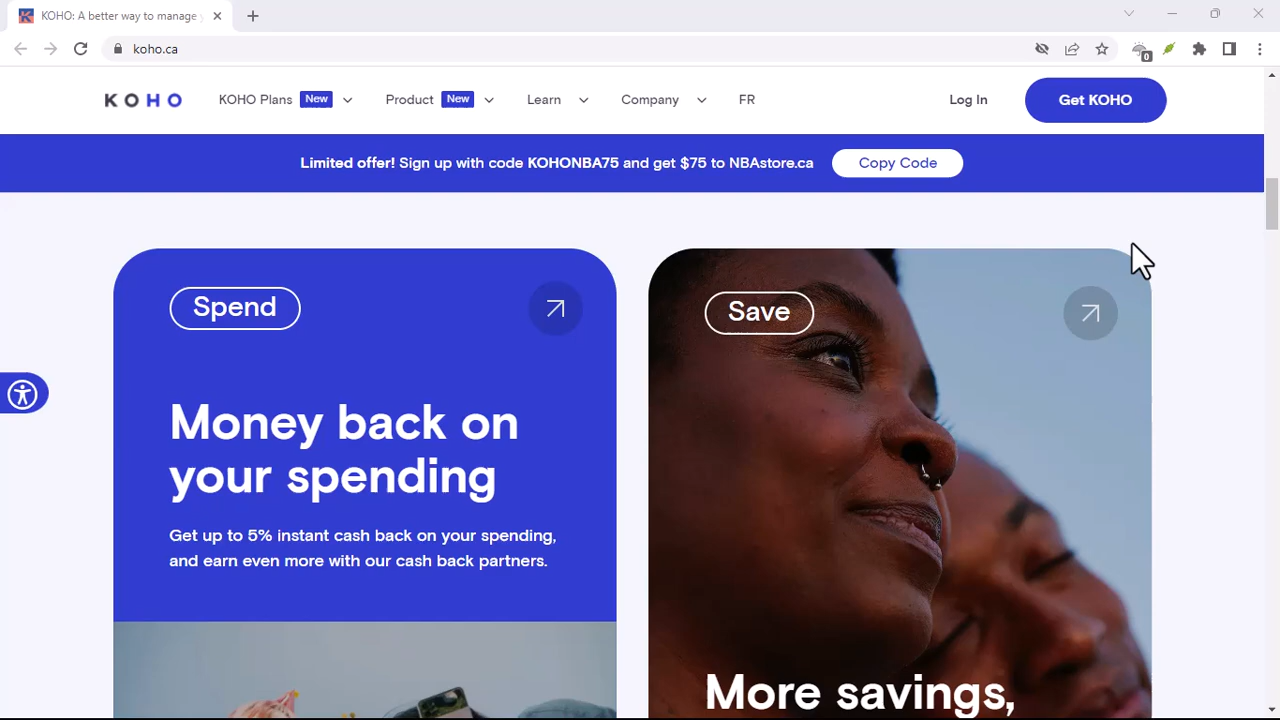 KOHO: A better way to manage
koho.ca
0
KOHO
KOHO Plans New
Product New
Learn
Company
FR
Log In
Get KOHO
Limited offer! Sign up with code KOHONBA75 and get $75 to NBAstore.ca
Copy Code
Spend
Money back on
your spending
Get up to 5% instant cash back on your spending,
and earn even more with our cash back partners.
Save
More savings,